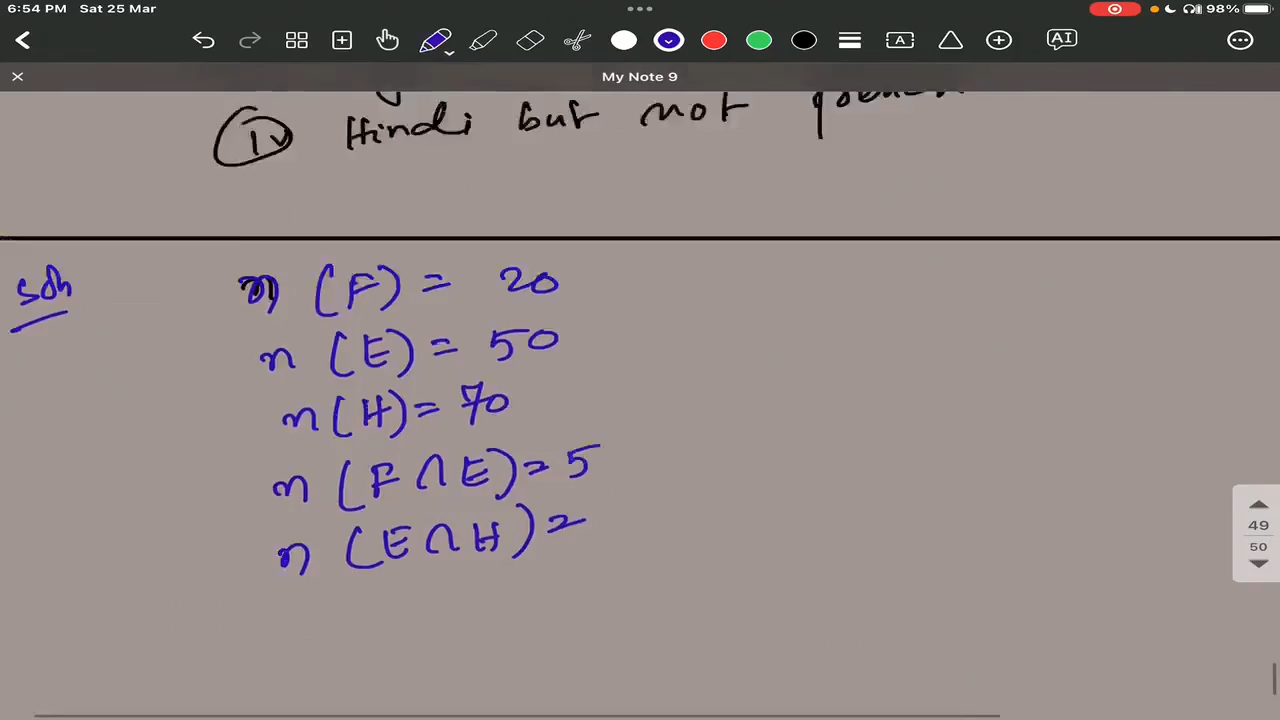 6:54 PM Sat 25 Mar
98%
A
AI
My Note 9
iv Hindi but not
Soln
n (F) = 20
n (E) = 50
n (H) = 70
n (F ∩ E) = 5
n (E ∩ H) =
49
50